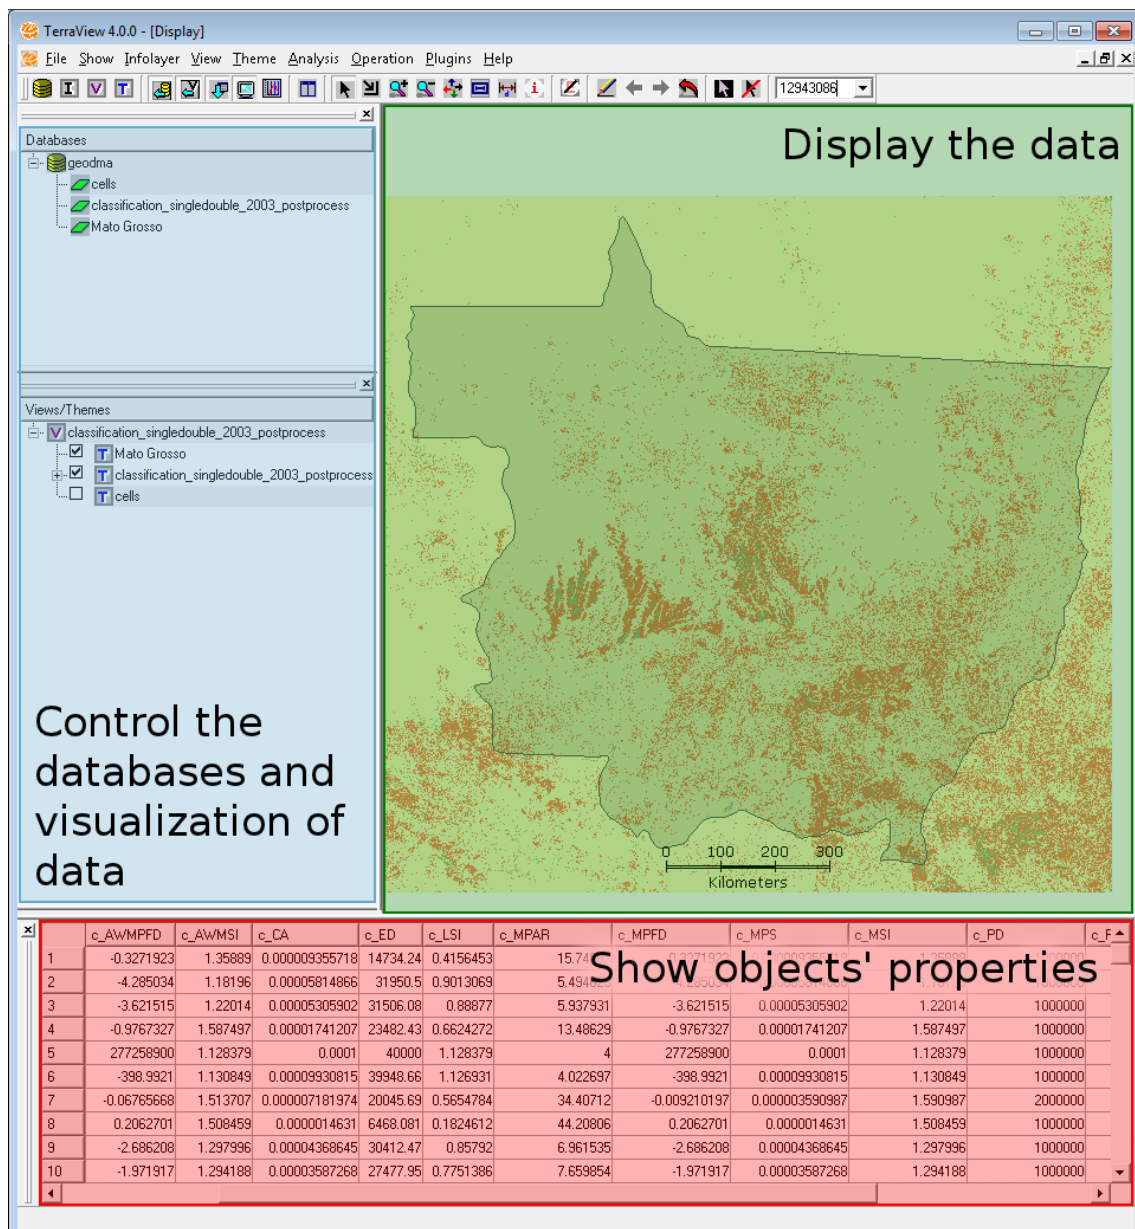 TerraView 4.0.0 - [Display]
File Show Infolayer View Theme Analysis Operation Plugins Help
I V T 12943086
Databases
geodma
cells
classification_singledouble_2003_postprocess
Mato Grosso
Views/Themes
V classification_singledouble_2003_postprocess
T Mato Grosso
T classification_singledouble_2003_postprocess
T cells
Control the
databases and
visualization of
data
Display the data
0 100 200 300
Kilometers
Show objects' properties
c_AWMPFD c_AWMSI c_CA c_ED c_LSI c_MPAR c_MPFD c_MPS c_MSI c_PD
1 -0.3271923 1.35889 0.000009355718 14734.24 0.4156453
2 -4.285034 1.18196 0.00005814866 31950.5 0.9013069
3 -3.621515 1.22014 0.00005305902 31506.08 0.88877 5.937931 -3.621515 0.00005305902 1.22014 1000000
4 -0.9767327 1.587497 0.00001741207 23482.43 0.6624272 13.48629 -0.9767327 0.00001741207 1.587497 1000000
5 277258900 1.128379 0.0001 40000 1.128379 4 277258900 0.0001 1.128379 1000000
6 -398.9921 1.130849 0.00009930815 39948.66 1.126931 4.022697 -398.9921 0.00009930815 1.130849 1000000
7 -0.06765668 1.513707 0.000007181974 20045.69 0.5654784 34.40712 -0.009210197 0.000003590987 1.590987 2000000
8 0.2062701 1.508459 0.0000014631 6468.081 0.1824612 44.20806 0.2062701 0.0000014631 1.508459 1000000
9 -2.686208 1.297996 0.00004368645 30412.47 0.85792 6.961535 -2.686208 0.00004368645 1.297996 1000000
10 -1.971917 1.294188 0.00003587268 27477.95 0.7751386 7.659854 -1.971917 0.00003587268 1.294188 1000000